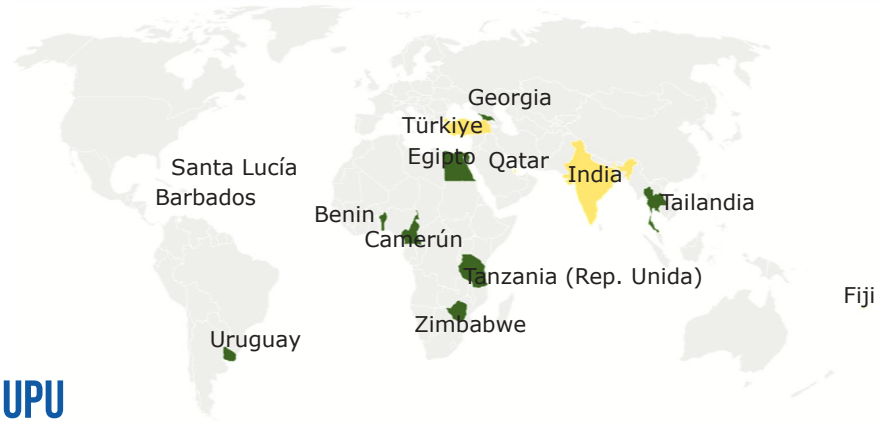 Georgia
Türkiye
Egipto
Qatar
Santa Lucía
India
Barbados
Tailandia
Benin
Camerún
Tanzania (Rep. Unida)
Fiji
Zimbabwe
Uruguay
UPU